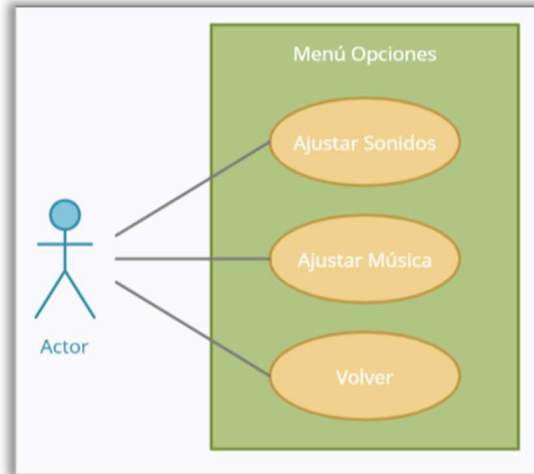 Menú Opciones
Ajustar Sonidos
Ajustar Música
Volver
Actor